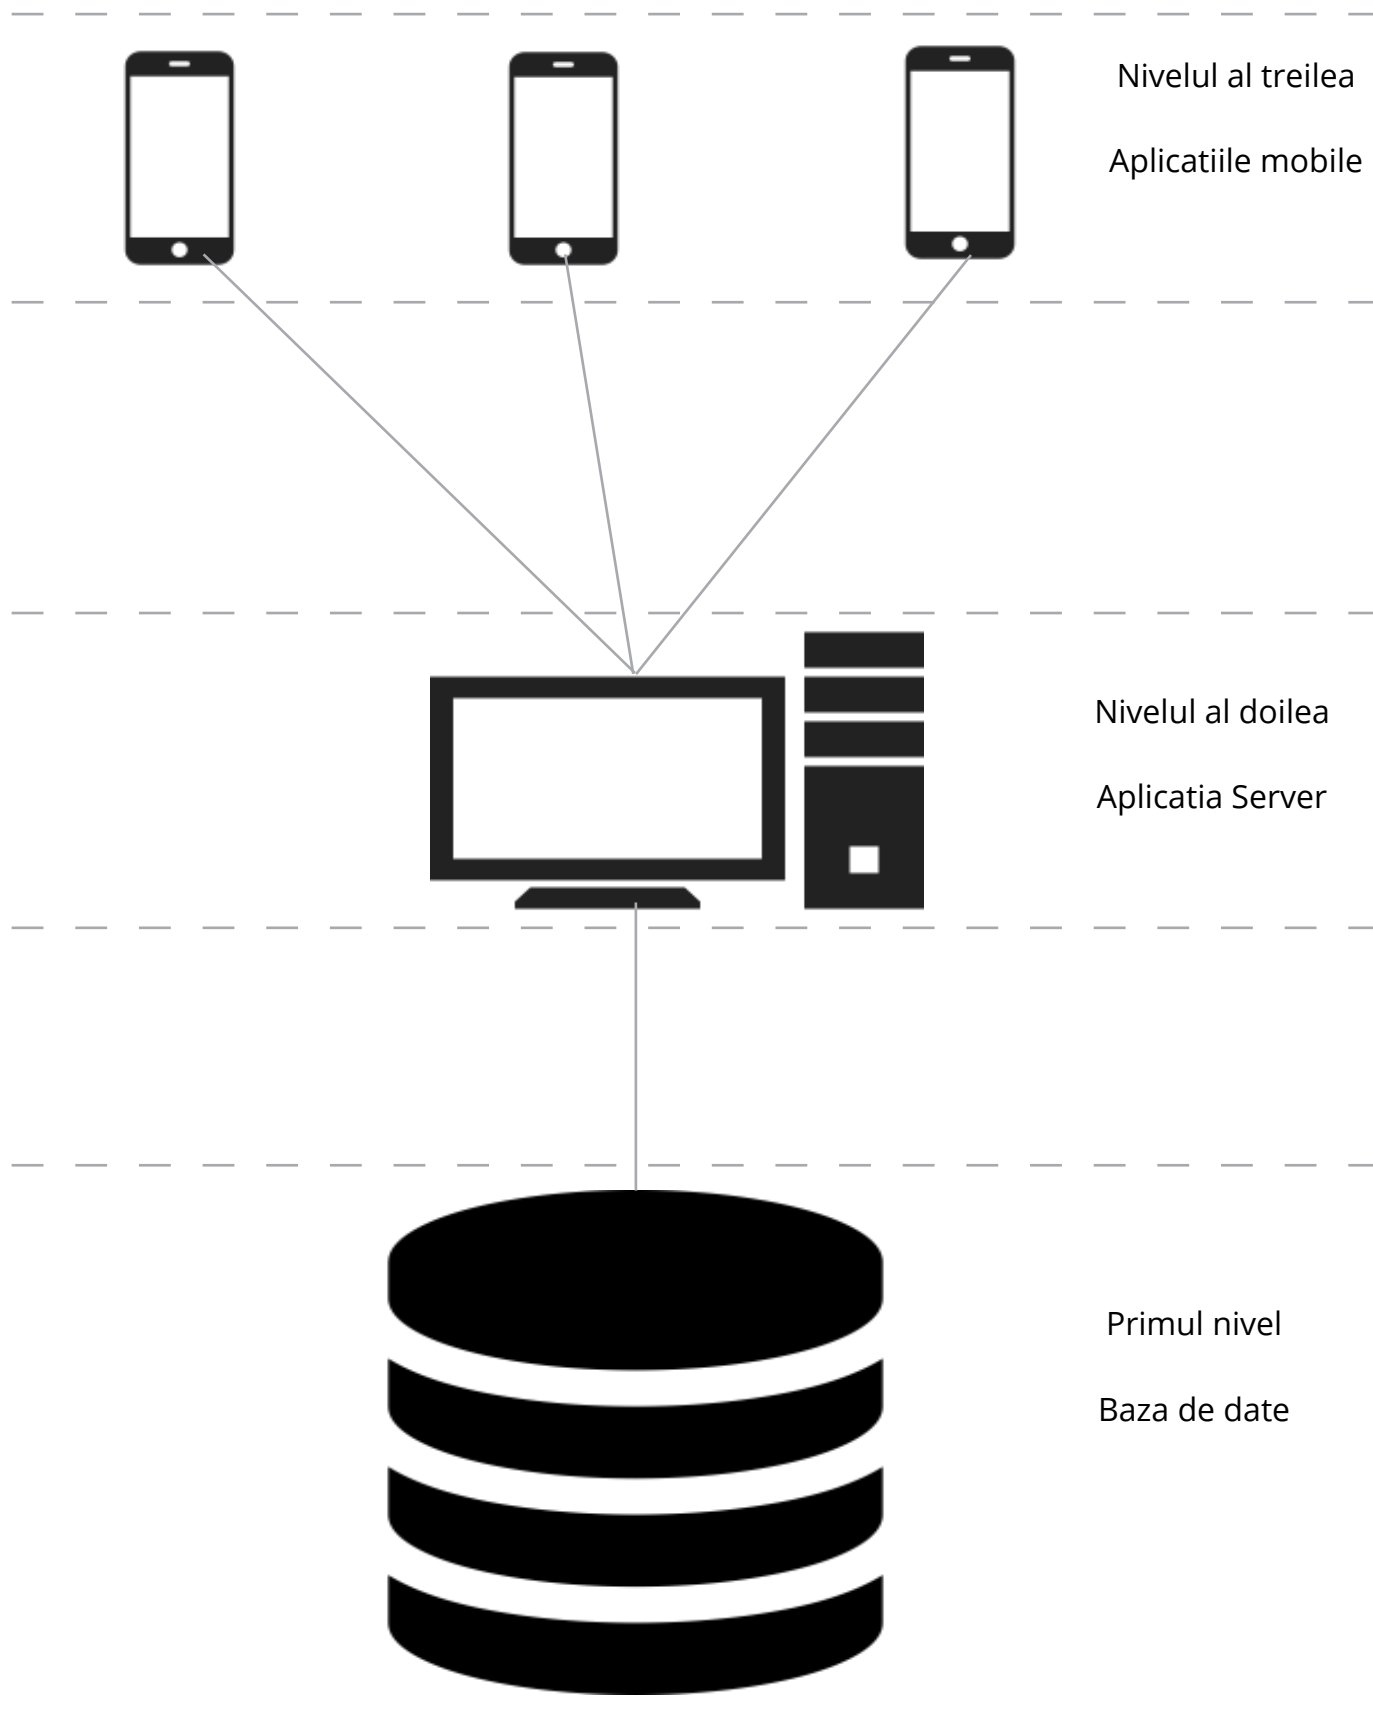 Nivelul al treilea
Aplicatiile mobile
Nivelul al doilea
Aplicatia Server
Primul nivel
Baza de date